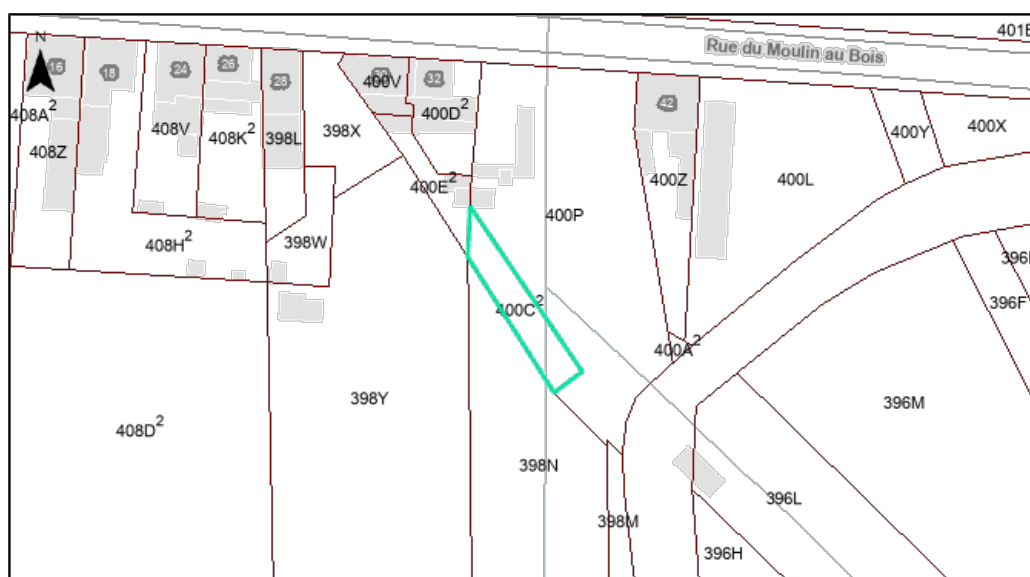 401E
Rue du Moulin au Bois
N
16
18
24
26
28
32
42
400V
400D²
408A²
408Z
408V
408K²
398L
398X
400Y
400X
400E²
400Z
400L
400P
408H²
398W
396F
400C²
400A²
398Y
396M
408D²
398N
396L
398M
396H